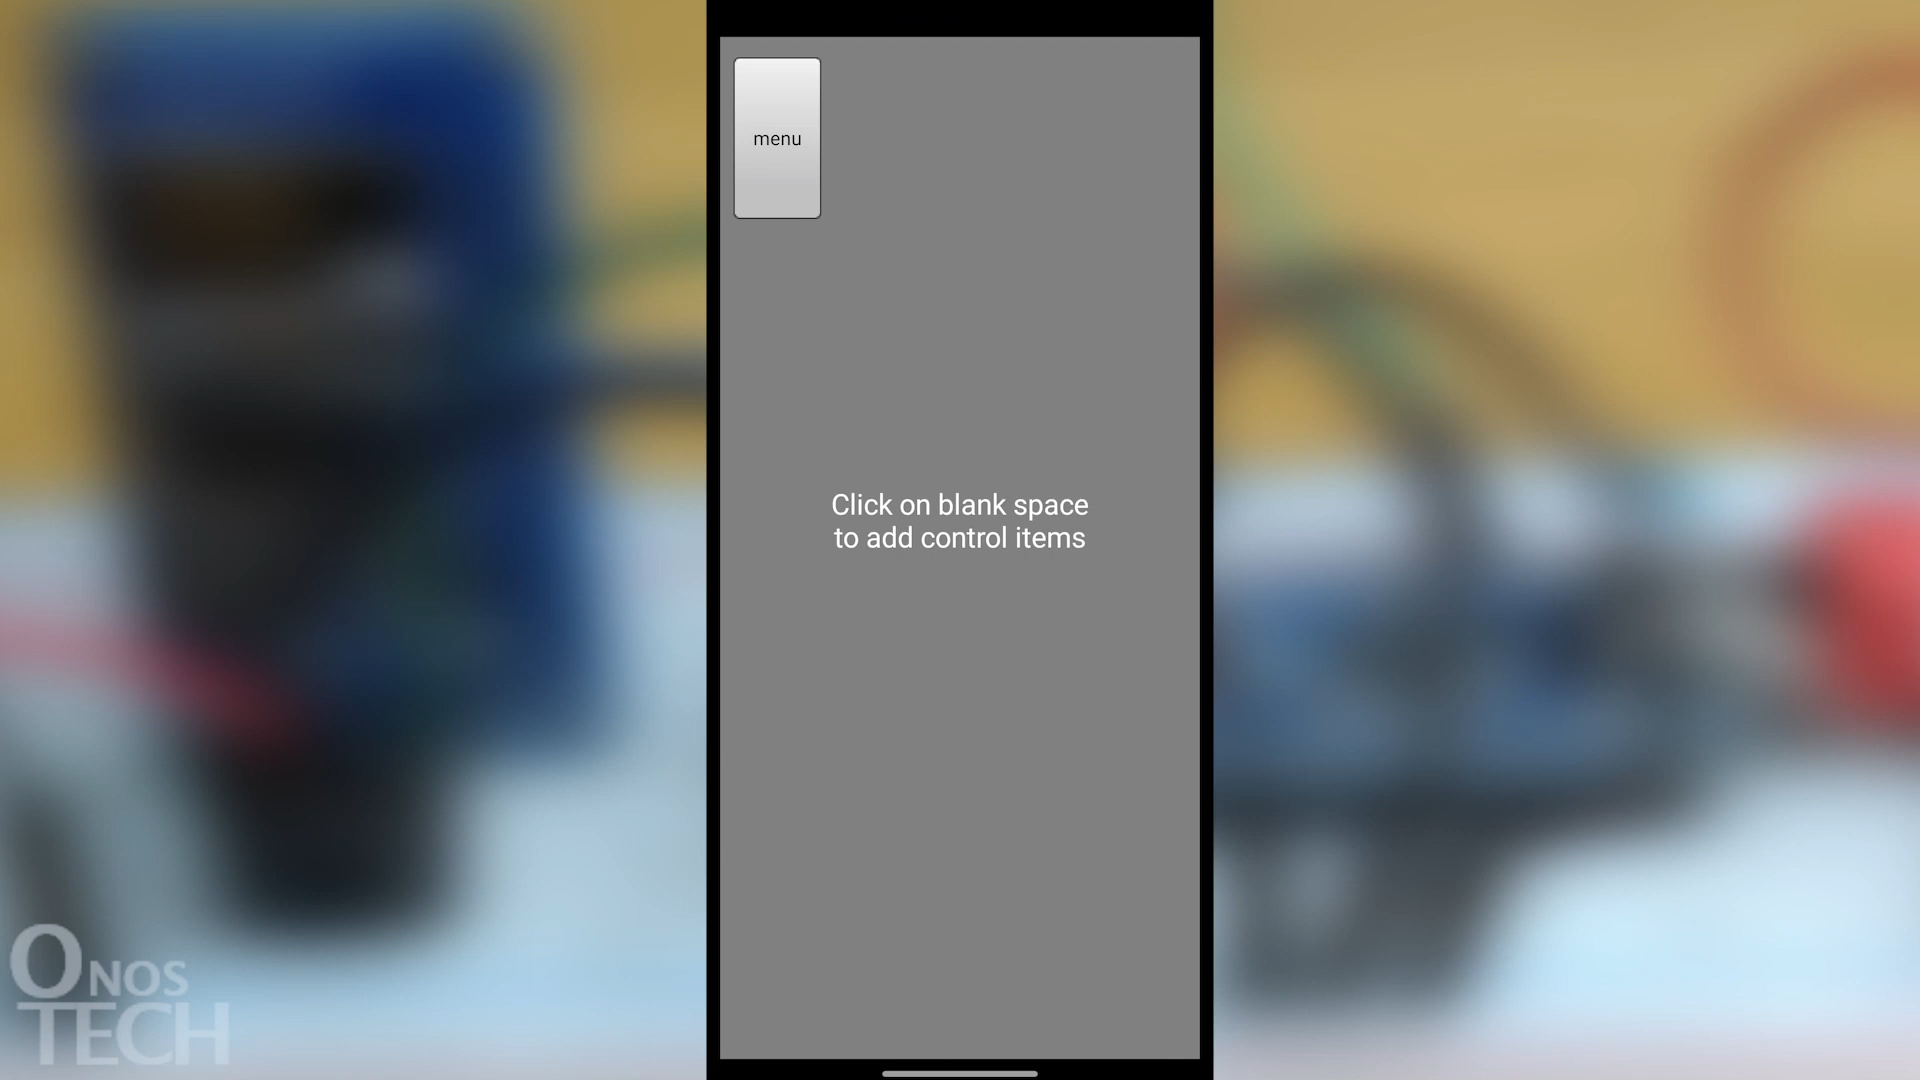 menu
Click on blank space
to add control items
ONOS
TECH